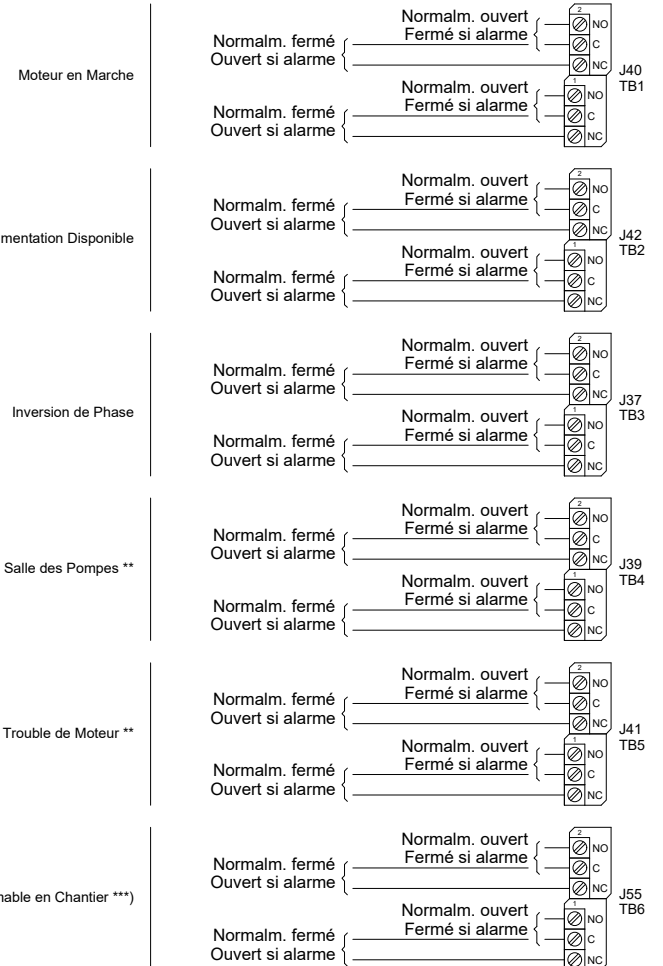 Moteur en Marche
Normalm. fermé
Ouvert si alarme
Normalm. ouvert
Fermé si alarme
2
NO
C
NC
Normalm. fermé
Ouvert si alarme
Normalm. ouvert
Fermé si alarme
1
NO
C
NC
J40
TB1
mentation Disponible
Normalm. fermé
Ouvert si alarme
Normalm. ouvert
Fermé si alarme
2
NO
C
NC
Normalm. fermé
Ouvert si alarme
Normalm. ouvert
Fermé si alarme
1
NO
C
NC
J42
TB2
Inversion de Phase
Normalm. fermé
Ouvert si alarme
Normalm. ouvert
Fermé si alarme
2
NO
C
NC
Normalm. fermé
Ouvert si alarme
Normalm. ouvert
Fermé si alarme
1
NO
C
NC
J37
TB3
Salle des Pompes **
Normalm. fermé
Ouvert si alarme
Normalm. ouvert
Fermé si alarme
2
NO
C
NC
Normalm. fermé
Ouvert si alarme
Normalm. ouvert
Fermé si alarme
1
NO
C
NC
J39
TB4
Trouble de Moteur **
Normalm. fermé
Ouvert si alarme
Normalm. ouvert
Fermé si alarme
2
NO
C
NC
Normalm. fermé
Ouvert si alarme
Normalm. ouvert
Fermé si alarme
1
NO
C
NC
J41
TB5
nable en Chantier ***)
Normalm. fermé
Ouvert si alarme
Normalm. ouvert
Fermé si alarme
2
NO
C
NC
Normalm. fermé
Ouvert si alarme
Normalm. ouvert
Fermé si alarme
1
NO
C
NC
J55
TB6